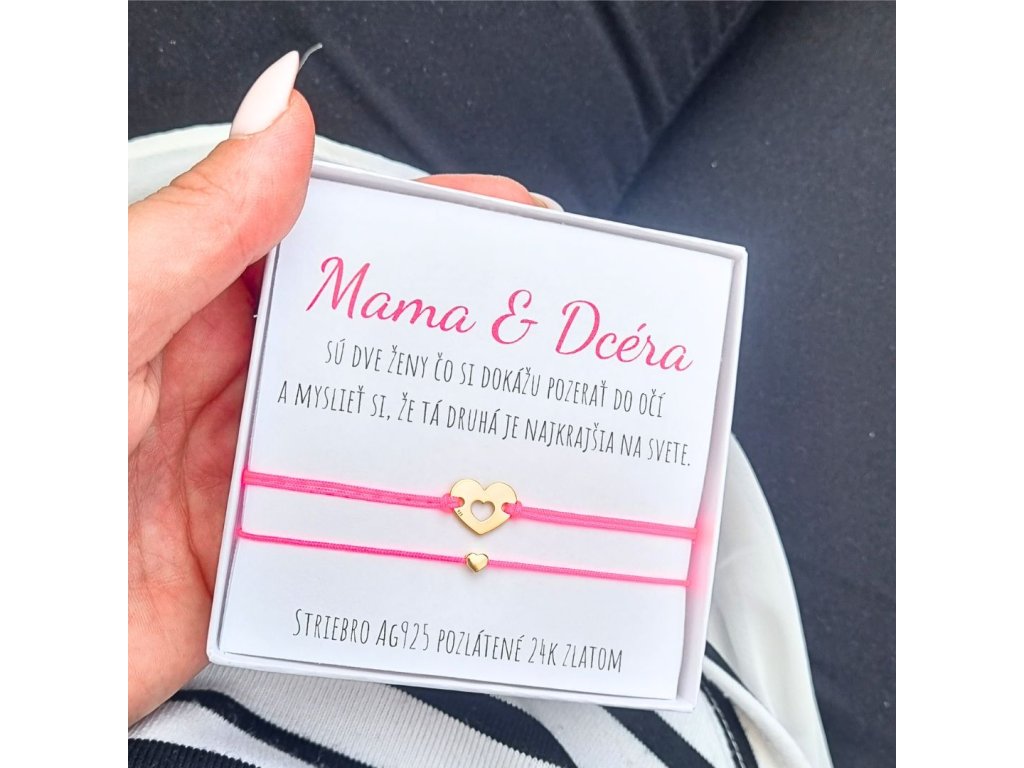 Mama & Dcéra
SÚ DVE ŽENY ČO SI DOKÁŽU POZERAŤ DO OČÍ
A MYSLIEŤ SI, ŽE TÁ DRUHÁ JE NAJKRAJŠIA NA SVETE.
STRIEBRO AG925 POZLÁTENÉ 24K ZLATOM